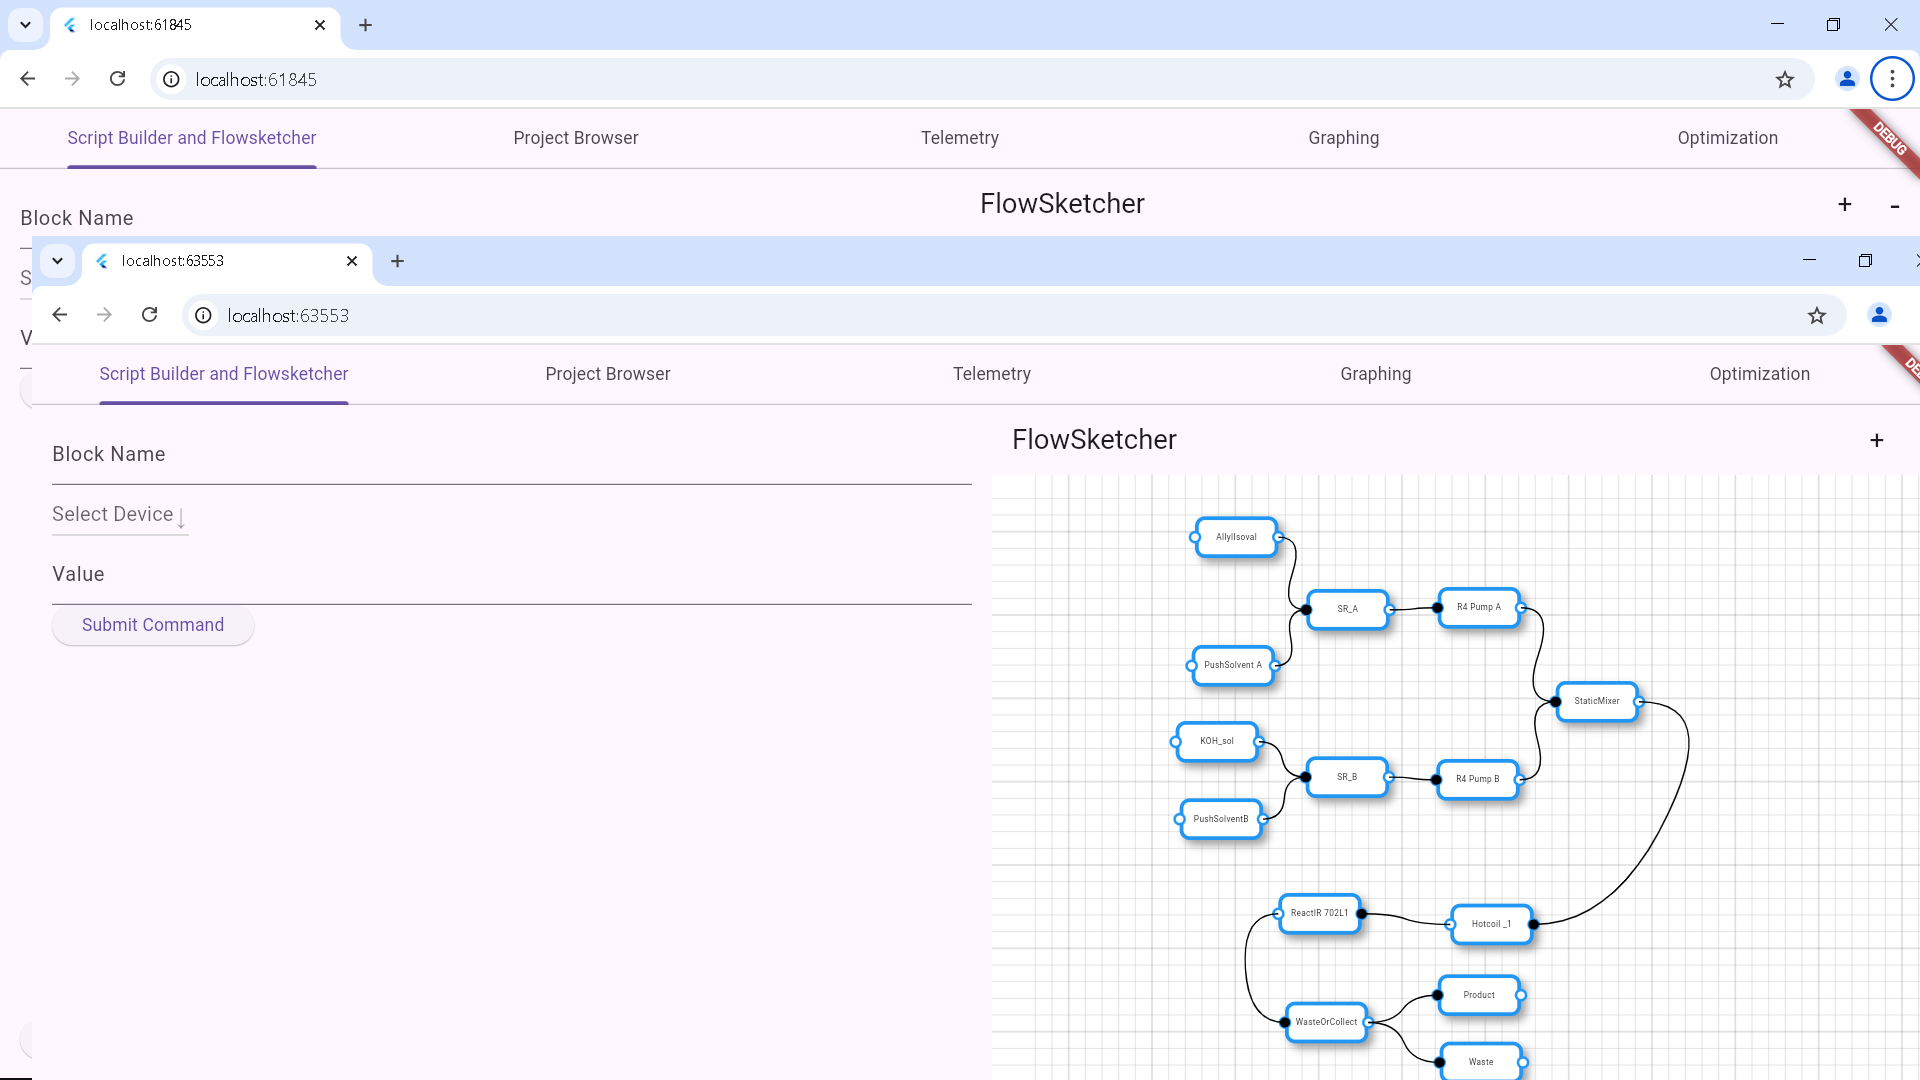 localhost:61845
localhost:61845
Script Builder and Flowsketcher
Project Browser
Telemetry
Graphing
Optimization
DEBUG
Block Name
FlowSketcher
+
-
S
V
localhost:63553
localhost:63553
Script Builder and Flowsketcher
Project Browser
Telemetry
Graphing
Optimization
DE
Block Name
FlowSketcher
+
Select Device
Value
Submit Command
AllylIsoval
SR_A
R4 Pump A
PushSolvent A
StaticMixer
KOH_sol
SR_B
R4 Pump B
PushSolventB
ReactIR 702L1
Hotcoil _1
Product
WasteOrCollect
Waste